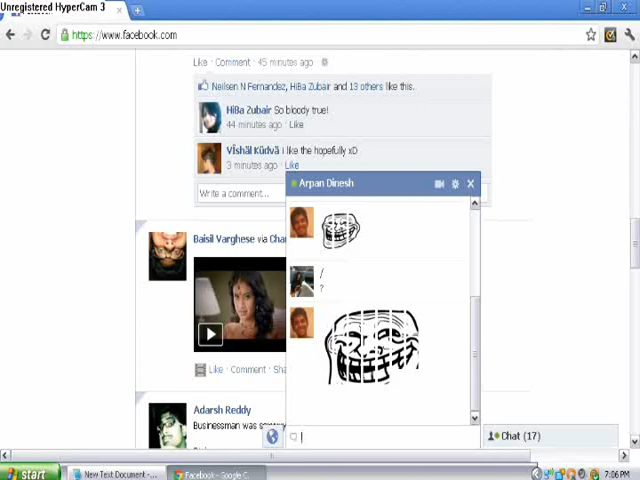 Unregistered HyperCam 3
https://www.facebook.com
Like · Comment · 45 minutes ago
Neilsen N Fernandez, HiBa Zubair and 13 others like this.
HiBa Zubair So bloody true!
44 minutes ago · Like
Vĭshăl Kŭdvă i like the hopefully xD
3 minutes ago · Like
Write a comment...
Arpan Dinesh
Baisil Varghese via Cha
/
?
Like · Comment · Sha
Adarsh Reddy
Businessman was
Chat (17)
start
New Text Document -...
Facebook - Google C...
7:06 PM